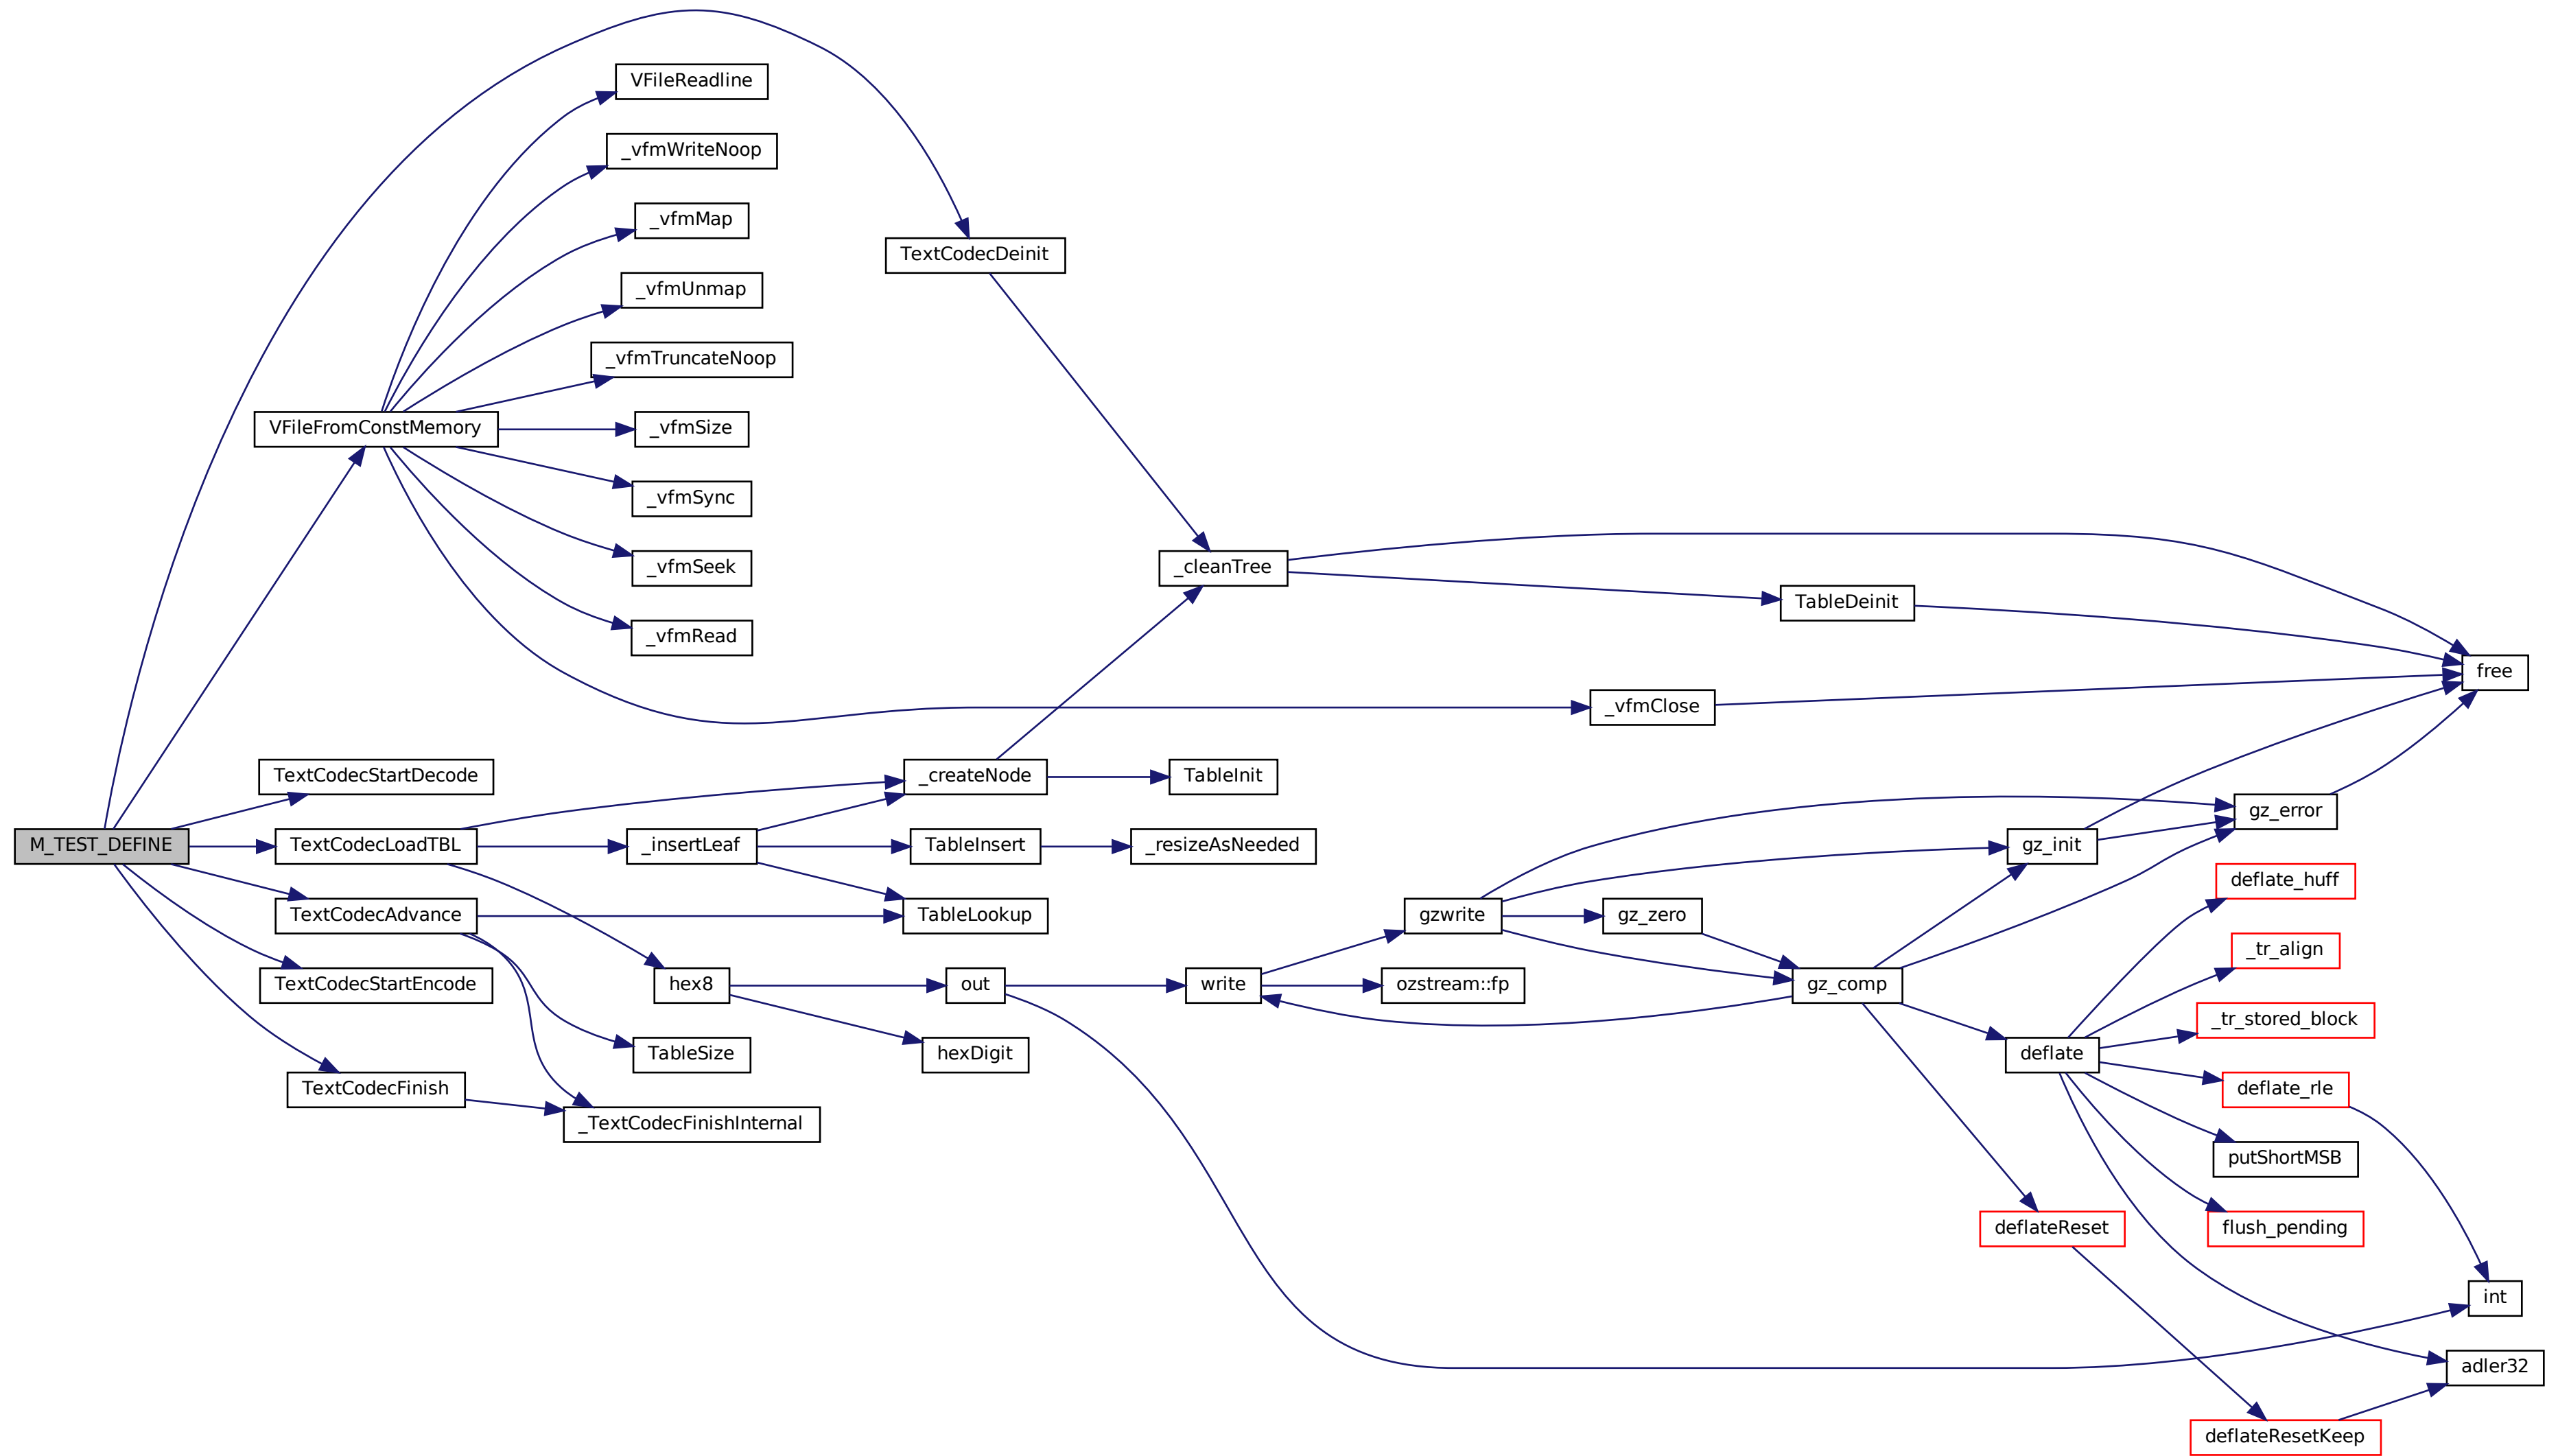 VFileReadline
_vfmWriteNoop
_vfmMap
TextCodecDeinit
_vfmUnmap
_vfmTruncateNoop
VFileFromConstMemory
_vfmSize
_vfmSync
_vfmSeek
_cleanTree
TableDeinit
_vfmRead
free
_vfmClose
TextCodecStartDecode
_createNode
TableInit
gz_error
M_TEST_DEFINE
TextCodecLoadTBL
_insertLeaf
TableInsert
_resizeAsNeeded
gz_init
deflate_huff
TextCodecAdvance
TableLookup
gzwrite
gz_zero
_tr_align
TextCodecStartEncode
hex8
out
write
ozstream::fp
gz_comp
_tr_stored_block
TableSize
hexDigit
deflate
TextCodecFinish
deflate_rle
_TextCodecFinishInternal
putShortMSB
deflateReset
flush_pending
int
adler32
deflateResetKeep